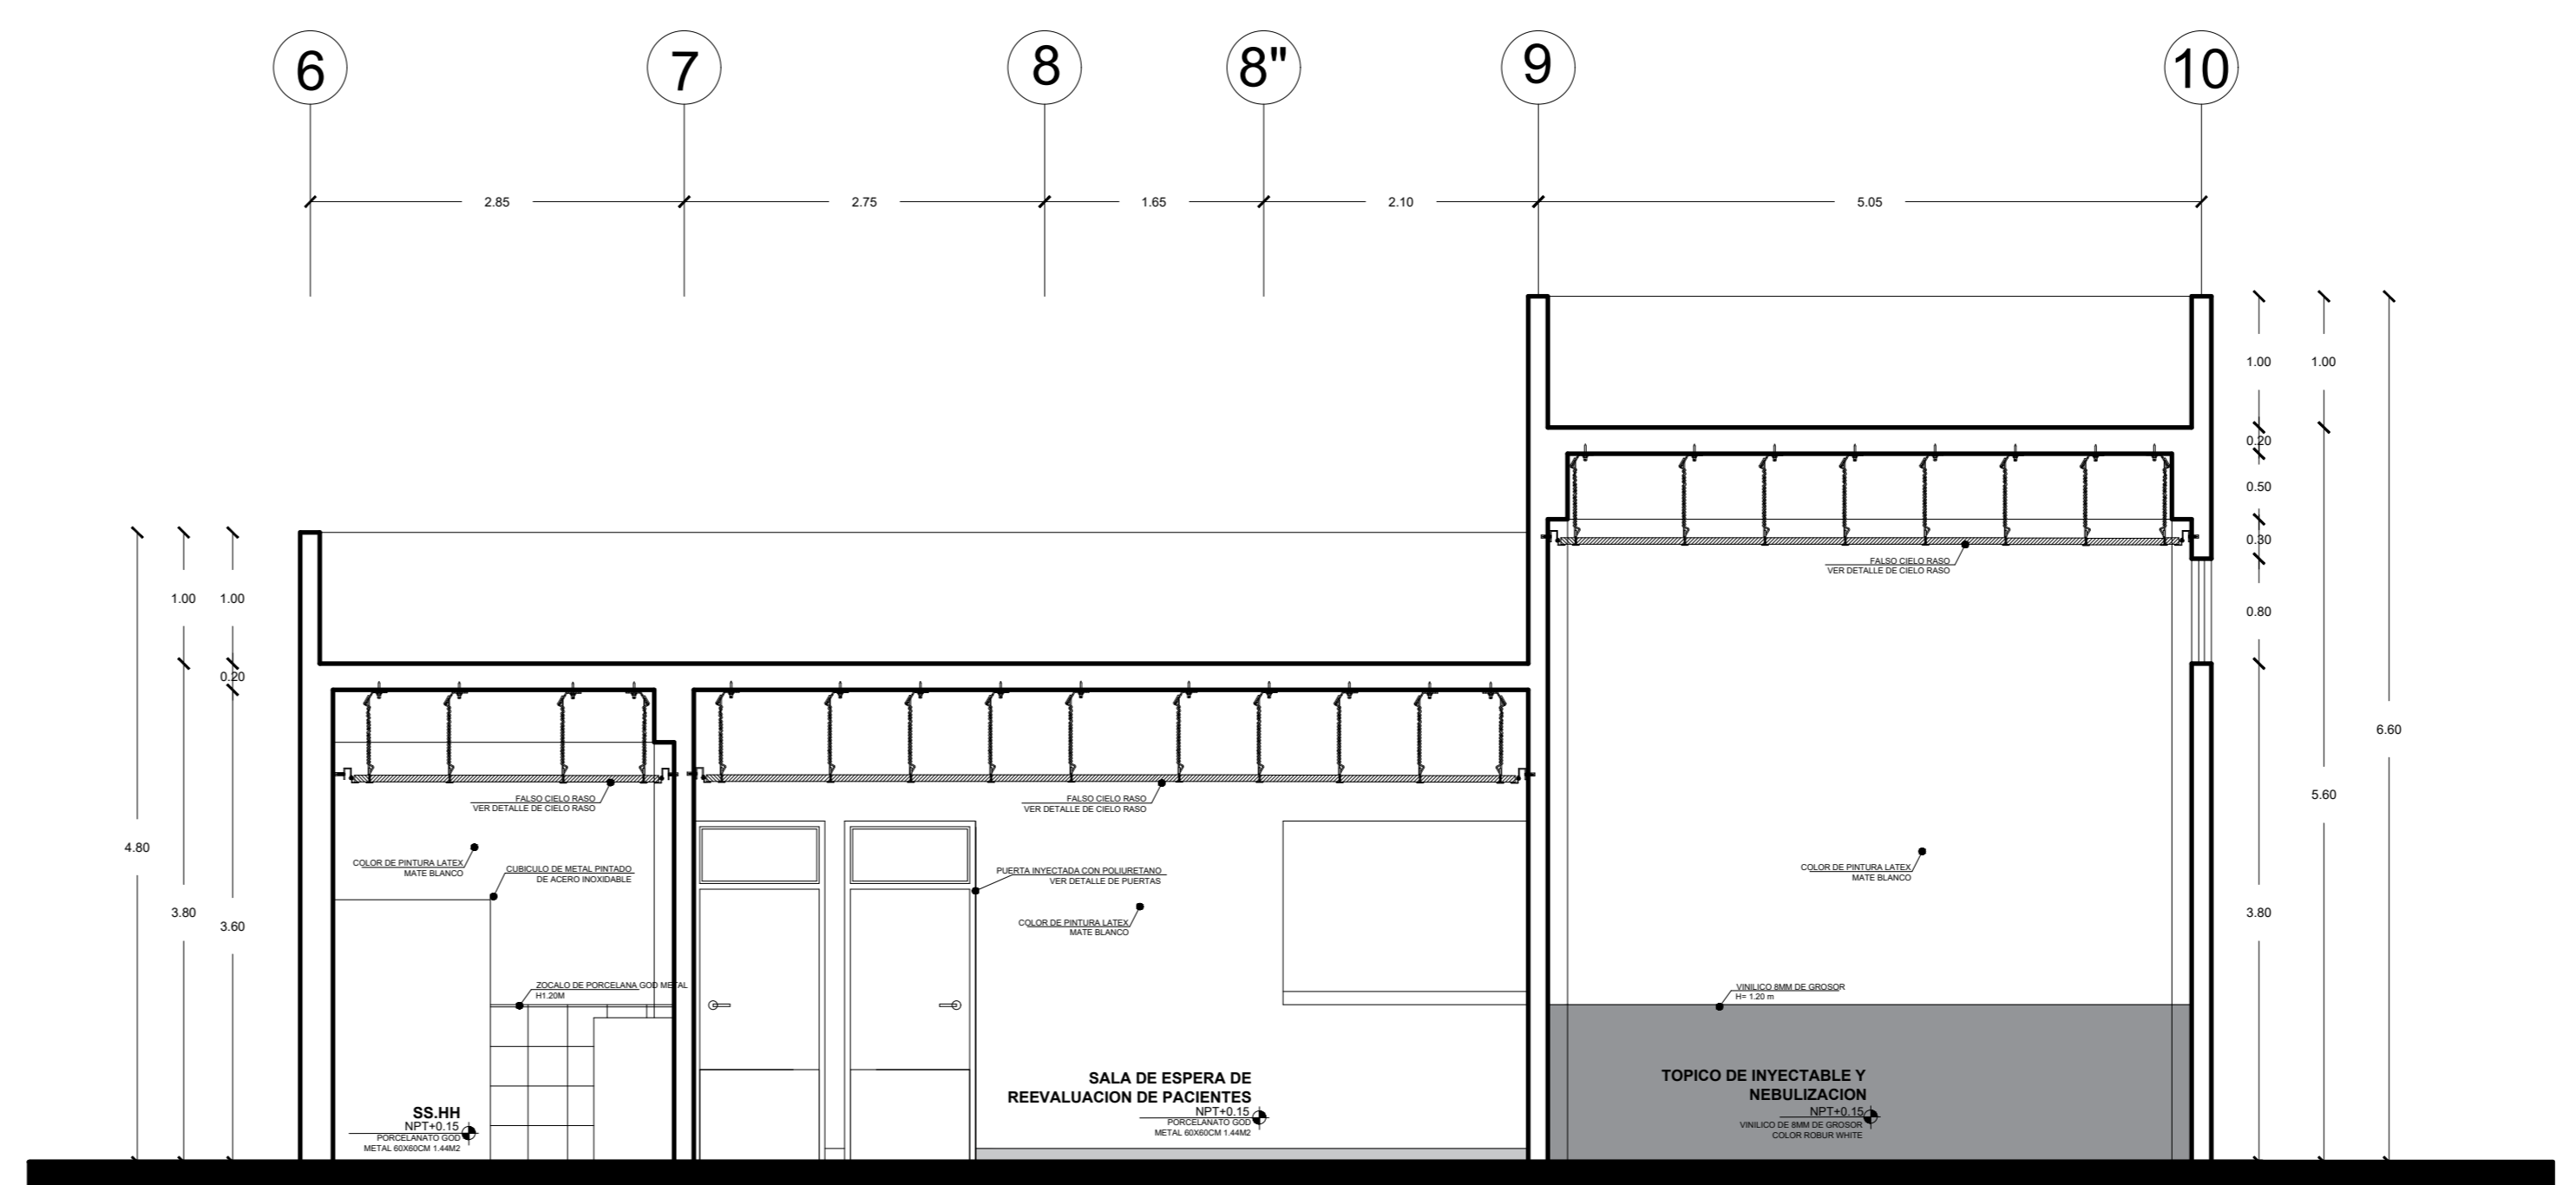 6
7
8
8"
9
10
2.85
2.75
1.65
2.10
5.05
1.00
1.00
0.20
0.50
0.30
0.80
3.80
5.60
6.60
4.80
1.00
1.00
0.20
3.80
3.60
FALSO CIELO RASO
VER DETALLE DE CIELO RASO
FALSO CIELO RASO
VER DETALLE DE CIELO RASO
FALSO CIELO RASO
VER DETALLE DE CIELO RASO
COLOR DE PINTURA LATEX
MATE BLANCO
CUBICULO DE METAL PINTADO
DE ACERO INOXIDABLE
PUERTA INYECTADA CON POLIURETANO
VER DETALLE DE PUERTAS
COLOR DE PINTURA LATEX
MATE BLANCO
COLOR DE PINTURA LATEX
MATE BLANCO
ZOCALO DE PORCELANA GOD METAL
H1.20M
VINILICO 8MM DE GROSOR
H= 1.20 m
SS.HH
NPT+0.15
PORCELANATO GOD
METAL 60X60CM 1.44M2
SALA DE ESPERA DE
REEVALUACION DE PACIENTES
NPT+0.15
PORCELANATO GOD
METAL 60X60CM 1.44M2
TOPICO DE INYECTABLE Y
NEBULIZACION
NPT+0.15
VINILICO DE 8MM DE GROSOR
COLOR ROBUR WHITE